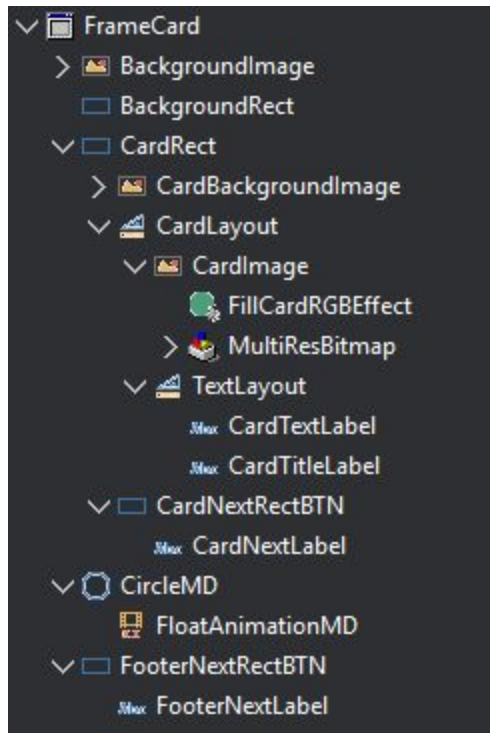 FrameCard
BackgroundImage
BackgroundRect
CardRect
CardBackgroundImage
CardLayout
CardImage
FillCardRGBEffect
MultiResBitmap
TextLayout
CardTextLabel
CardTitleLabel
CardNextRectBTN
CardNextLabel
CircleMD
FloatAnimationMD
FooterNextRectBTN
FooterNextLabel